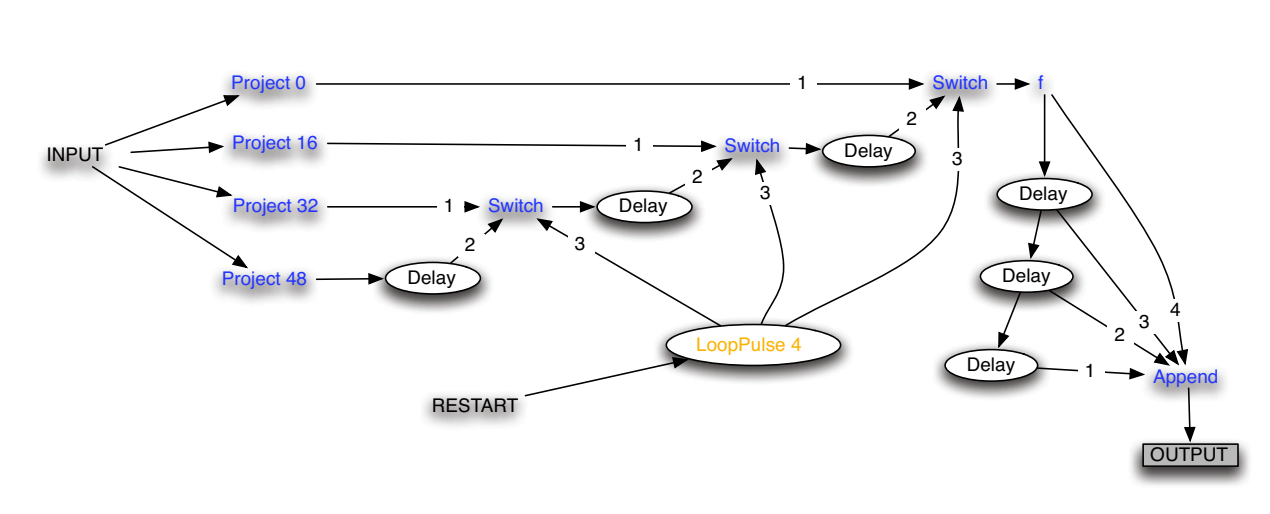 Project 0
1
Switch
f
2
Project 16
1
Switch
Delay
INPUT
3
2
3
Delay
Project 32
1
Switch
Delay
2
3
Project 48
Delay
Delay
4
3
2
LoopPulse 4
Delay
1
Append
RESTART
OUTPUT